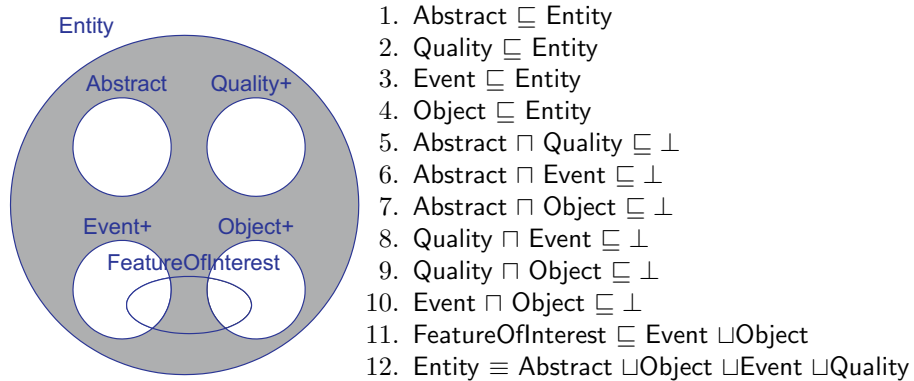 Entity
Abstract
Quality+
Event+
Object+
FeatureOfInterest
1. Abstract ⊑ Entity
2. Quality ⊑ Entity
3. Event ⊑ Entity
4. Object ⊑ Entity
5. Abstract ⊓ Quality ⊑ ⊥
6. Abstract ⊓ Event ⊑ ⊥
7. Abstract ⊓ Object ⊑ ⊥
8. Quality ⊓ Event ⊑ ⊥
9. Quality ⊓ Object ⊑ ⊥
10. Event ⊓ Object ⊑ ⊥
11. FeatureOfInterest ⊑ Event ⊔Object
12. Entity ≡ Abstract ⊔Object ⊔Event ⊔Quality